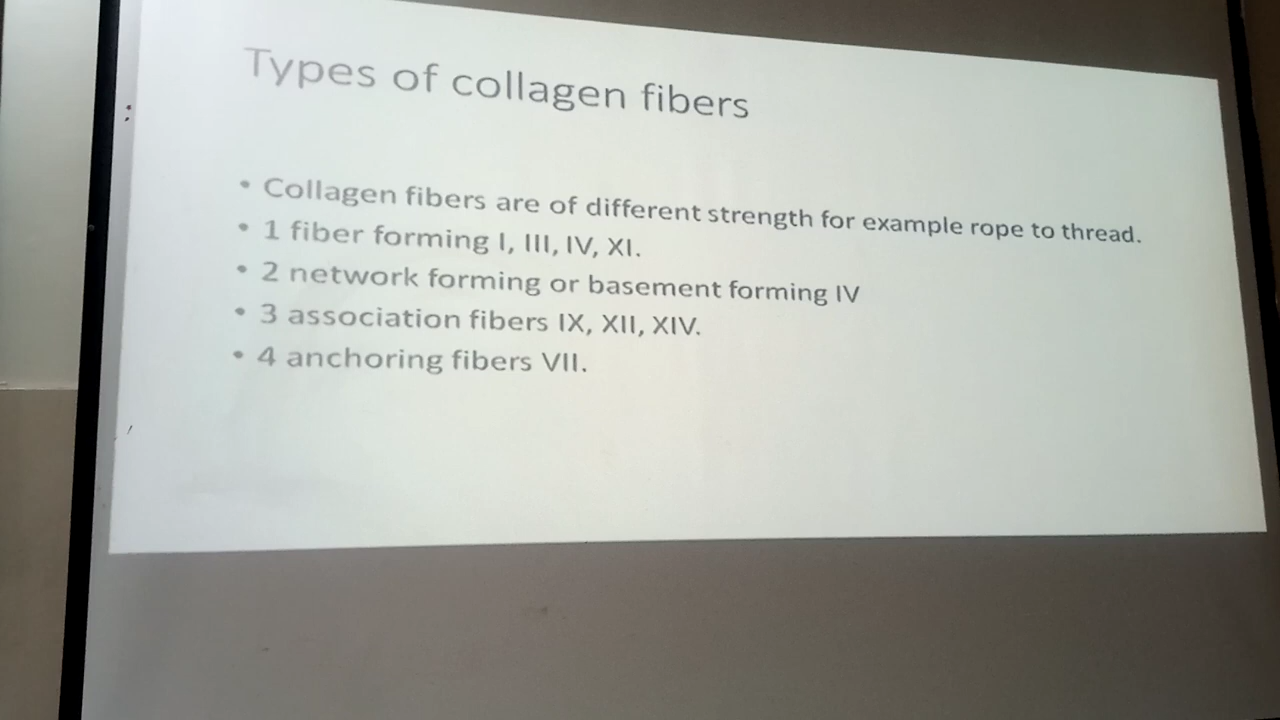 Types of collagen fibers
• Collagen fibers are of different strength for example rope to thread.
• 1 fiber forming I, III, IV, XI.
• 2 network forming or basement forming IV
• 3 association fibers IX, XII, XIV.
• 4 anchoring fibers VII.